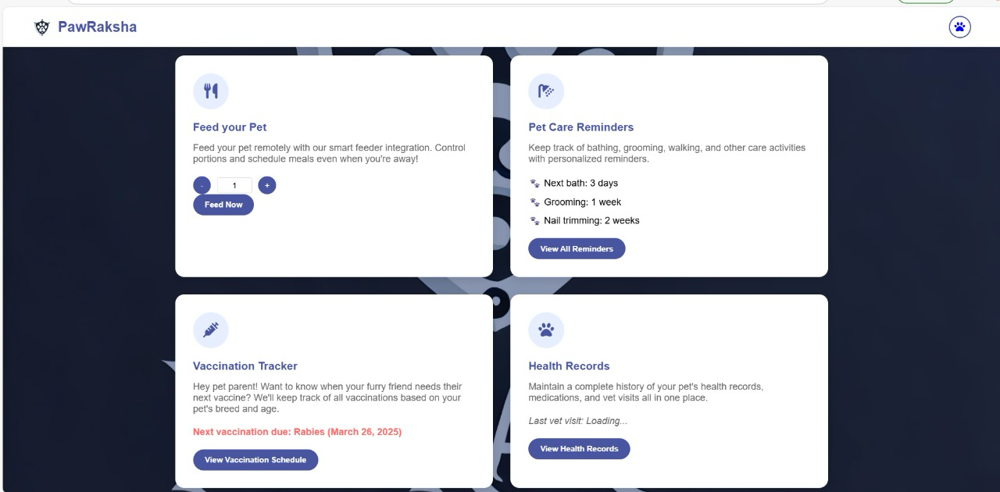 PawRaksha
Feed your Pet
Feed your pet remotely with our smart feeder integration. Control
portions and schedule meals even when you're away!
- 1 +
Feed Now
Pet Care Reminders
Keep track of bathing, grooming, walking, and other care activities
with personalized reminders.
Next bath: 3 days
Grooming: 1 week
Nail trimming: 2 weeks
View All Reminders
Vaccination Tracker
Hey pet parent! Want to know when your furry friend needs their
next vaccine? We'll keep track of all vaccinations based on your
pet's breed and age.
Next vaccination due: Rabies (March 26, 2025)
View Vaccination Schedule
Health Records
Maintain a complete history of your pet's health records,
medications, and vet visits all in one place.
Last vet visit: Loading...
View Health Records